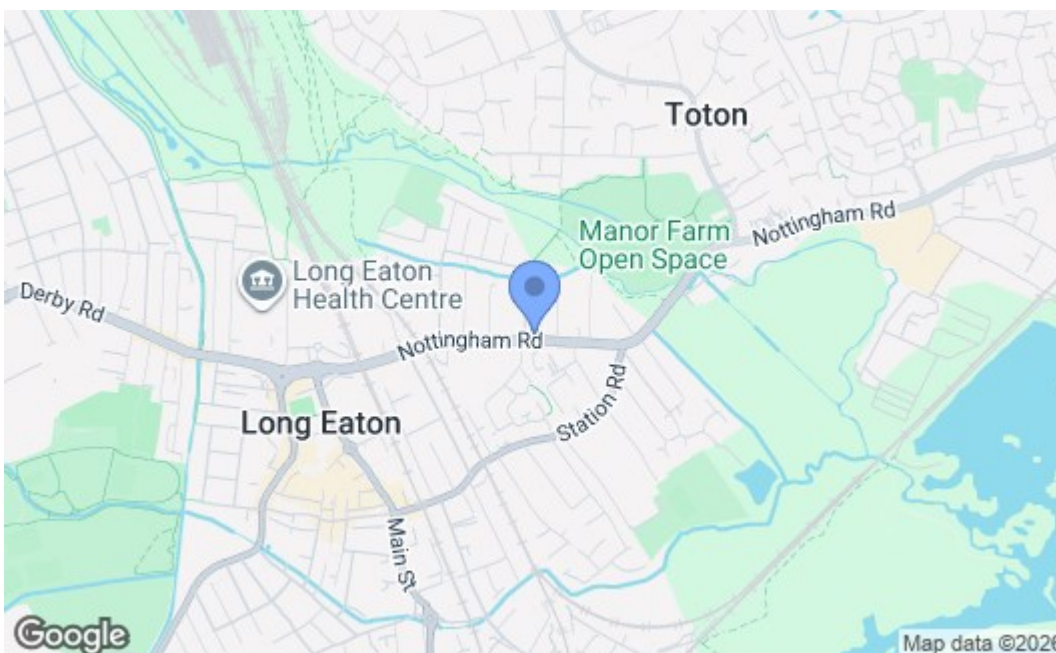 Toton
Nottingham Rd
Manor Farm
Open Space
Long Eaton
Health Centre
Derby Rd
Nottingham Rd
Long Eaton
Station Rd
Main St
Google
Map data ©2026